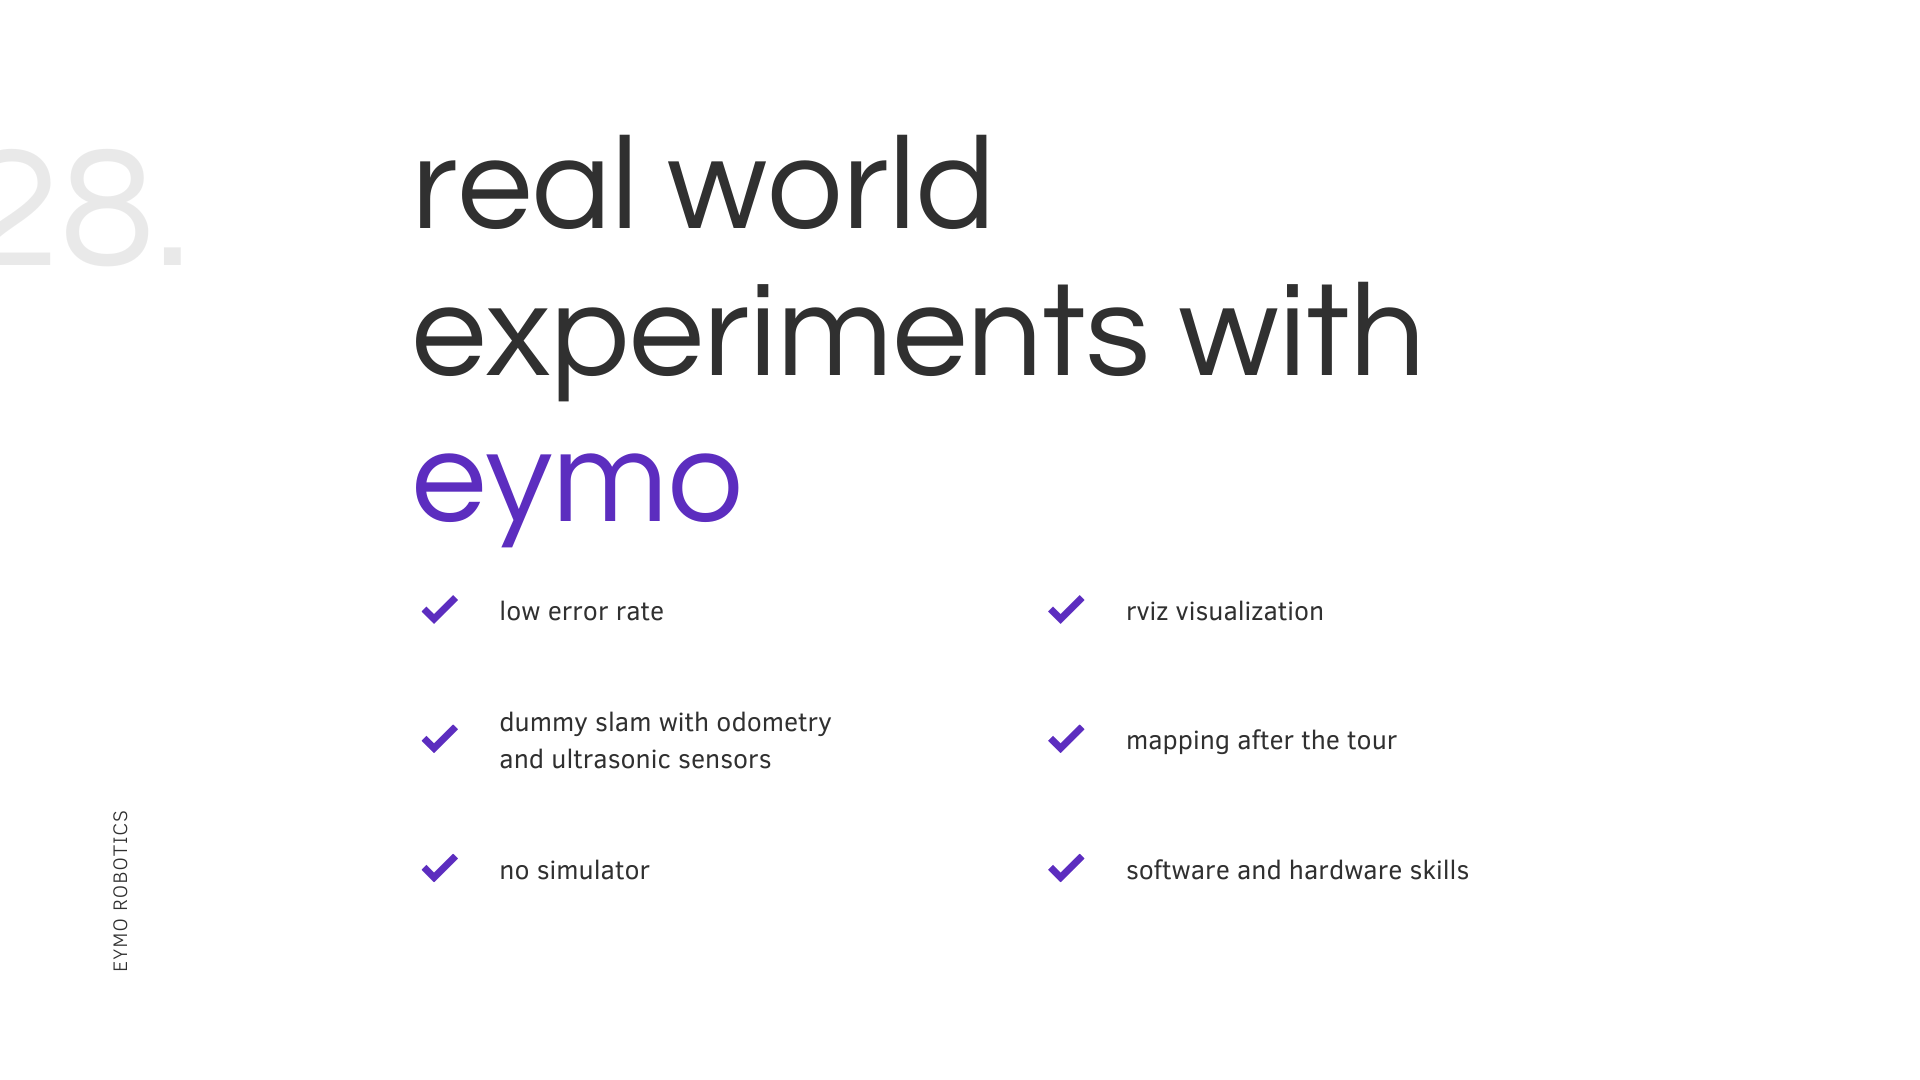 28.
real world
experiments with
eymo
low error rate
dummy slam with odometry
and ultrasonic sensors
no simulator
rviz visualization
mapping after the tour
software and hardware skills
EYMO ROBOTICS